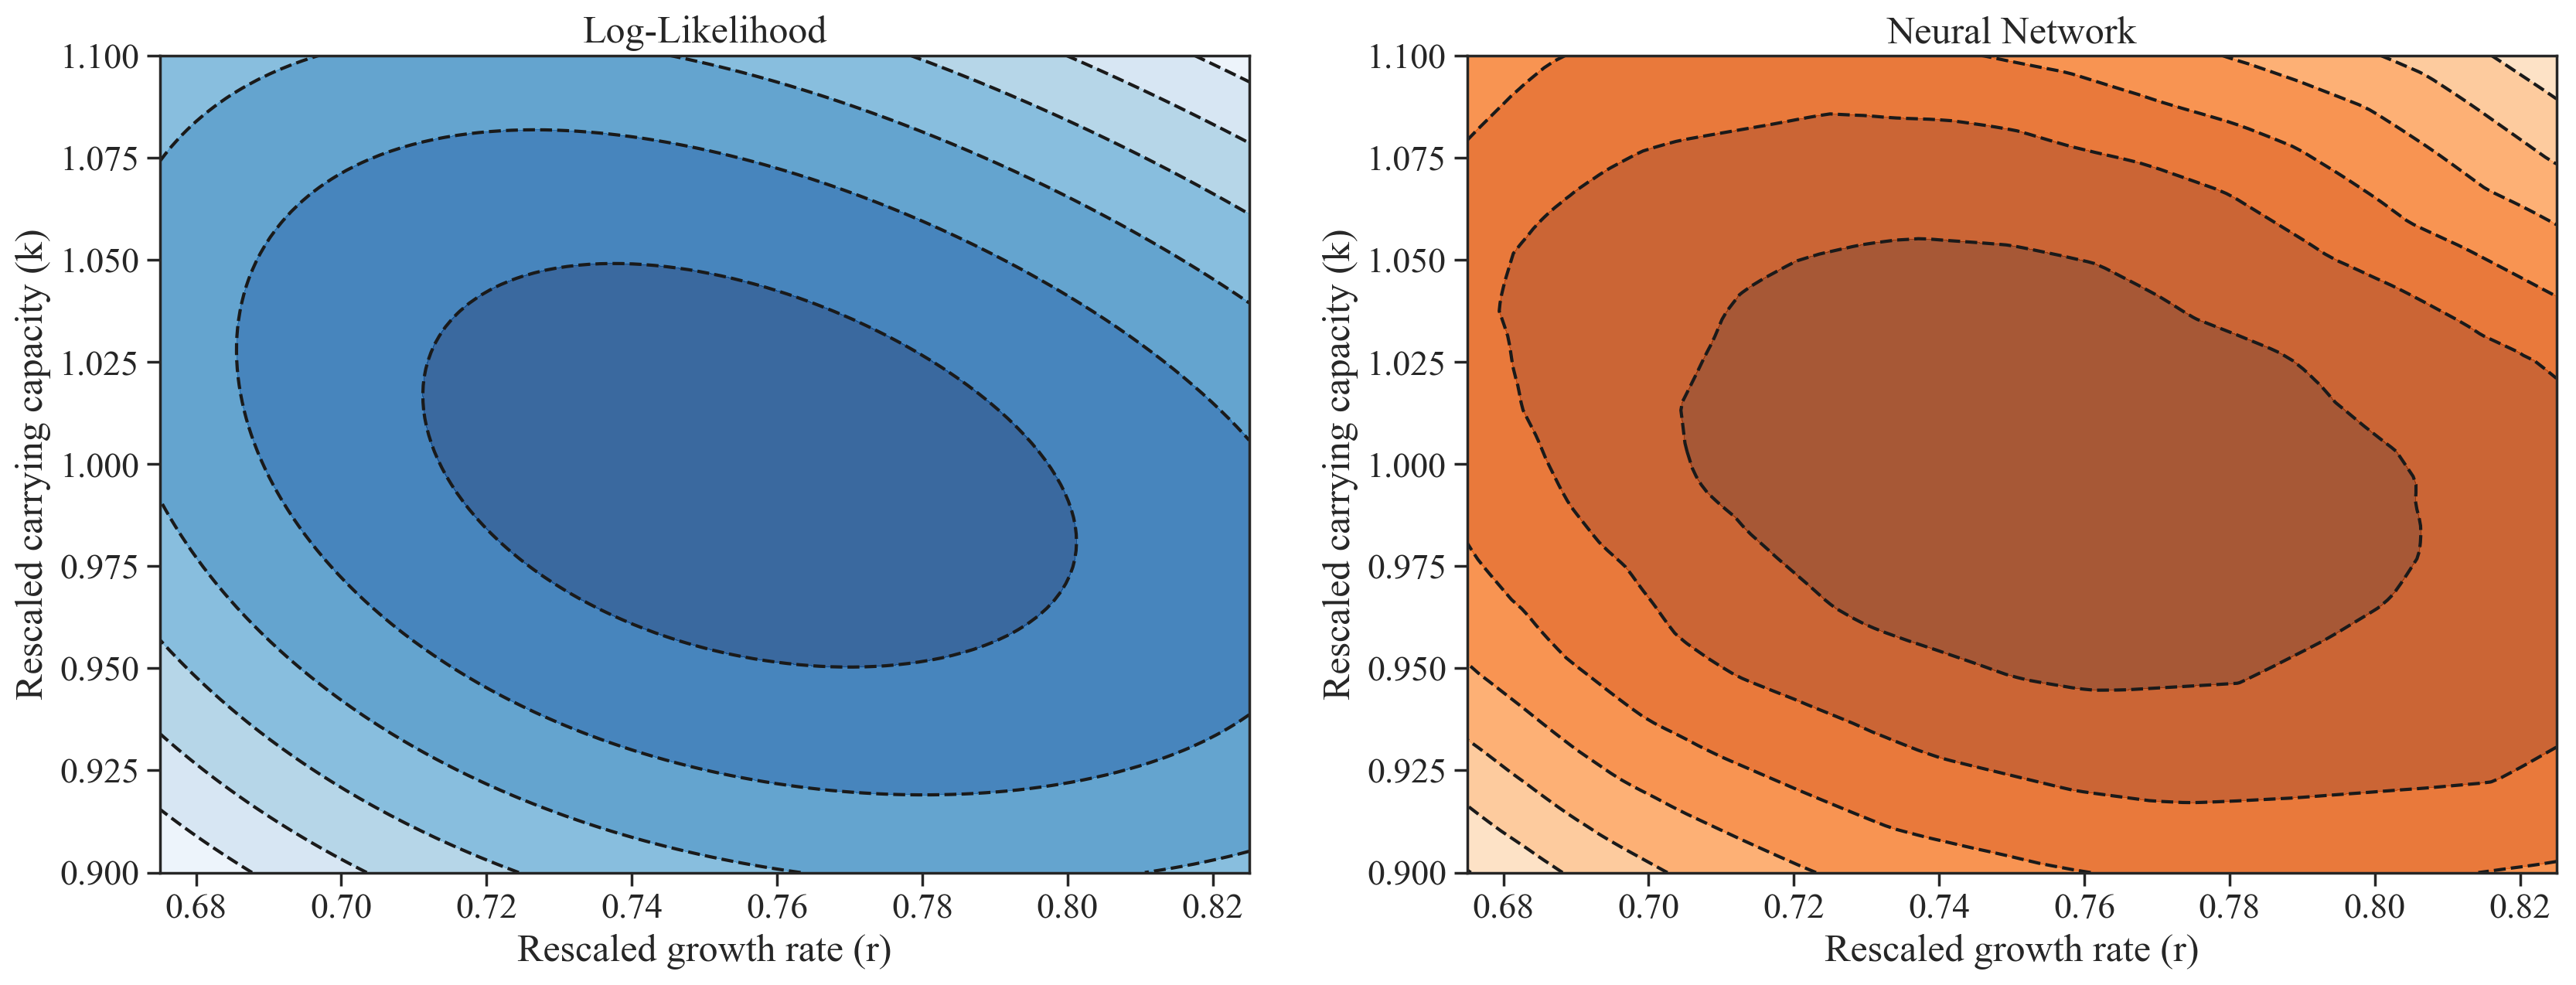 Log-Likelihood
1.100
1.075
1.050
1.025
1.000
0.975
0.950
0.925
0.900
Rescaled carrying capacity (k)
0.68 0.70 0.72 0.74 0.76 0.78 0.80 0.82
Rescaled growth rate (r)
Neural Network
1.100
1.075
1.050
1.025
1.000
0.975
0.950
0.925
0.900
Rescaled carrying capacity (k)
0.68 0.70 0.72 0.74 0.76 0.78 0.80 0.82
Rescaled growth rate (r)